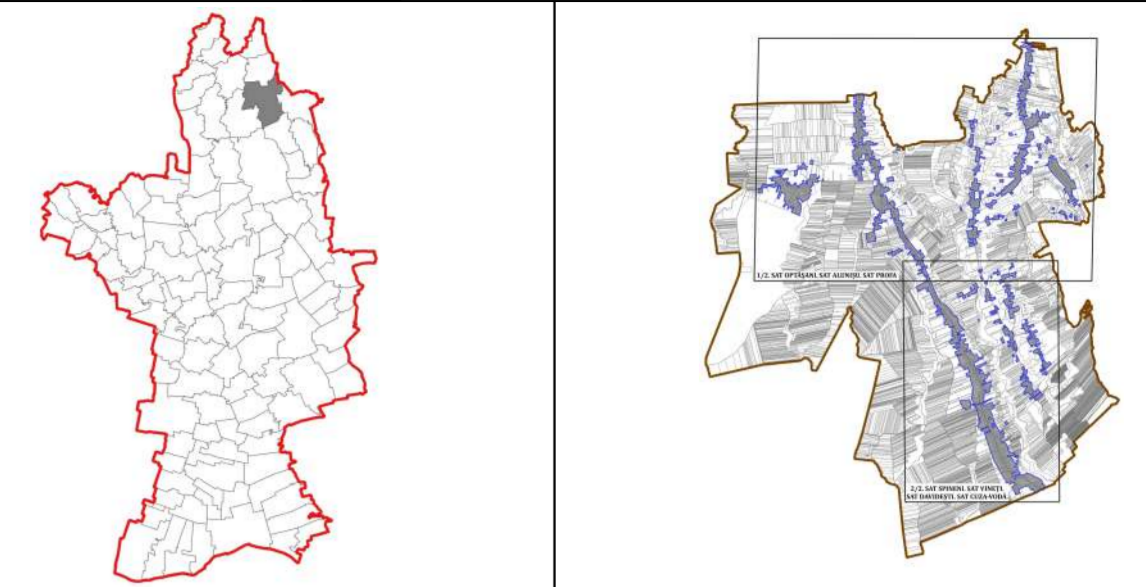 1/2. SAT OPTĂȘANI, SAT ALUNIȘU, SAT PROFA
2/2. SAT SPINENI, SAT VINEȚI,
SAT DAVIDEȘTI, SAT CUZA-VODĂ